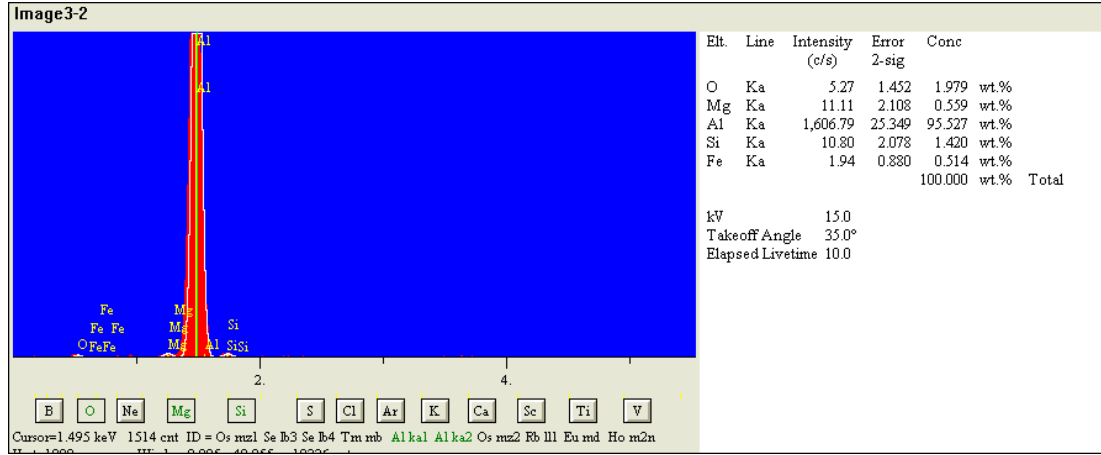 Image3-2
Elt. Line Intensity Error Conc
(c/s) 2-sig
O Ka 5.27 1.452 1.979 wt.%
Mg Ka 11.11 2.108 0.559 wt.%
Al Ka 1,606.79 25.349 95.527 wt.%
Si Ka 10.80 2.078 1.420 wt.%
Fe Ka 1.94 0.880 0.514 wt.%
100.000 wt.% Total
kV 15.0
Takeoff Angle 35.0°
Elapsed Livetime 10.0
Al
Al
Fe Mg
Fe Fe Mg Si
O FeFe Mg Al SiSi
2. 4.
B O Ne Mg Si S Cl Ar K Ca Sc Ti V
Cursor=1.495 keV 1514 cnt ID = Os mz1 Se lb3 Se lb4 Tm mb Al ka1 Al ka2 Os mz2 Rb ll1 Eu md Ho m2n